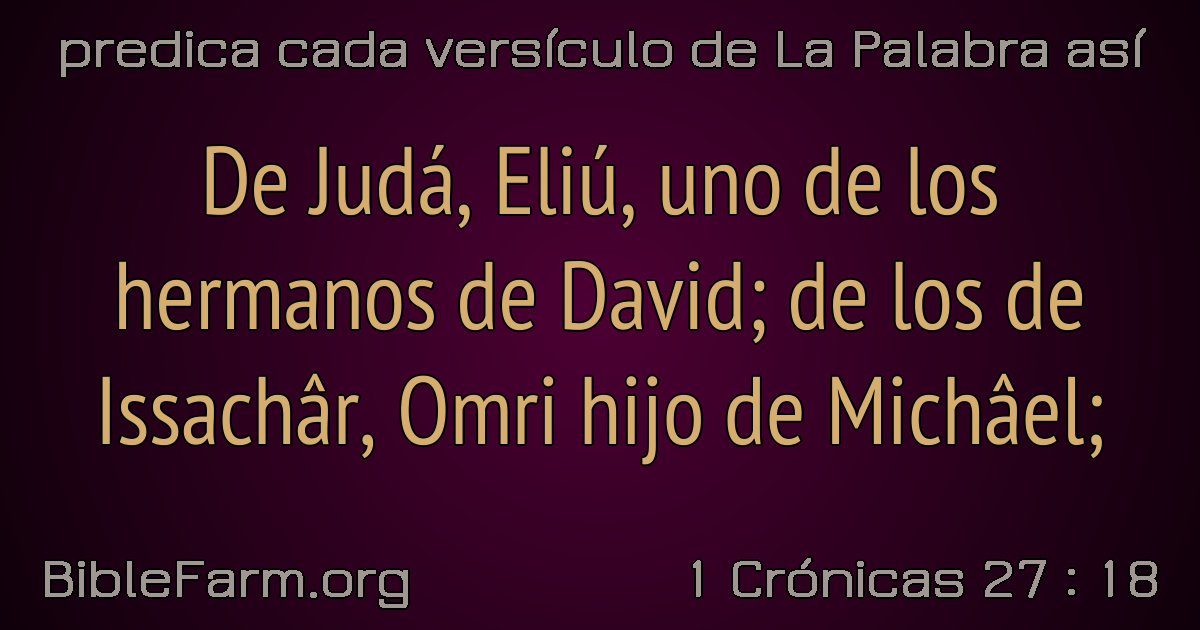 predica cada versículo de La Palabra así
De Judá, Eliú, uno de los
hermanos de David; de los de
Issachâr, Omri hijo de Michâel;
BibleFarm.org
1 Crónicas 27 : 18